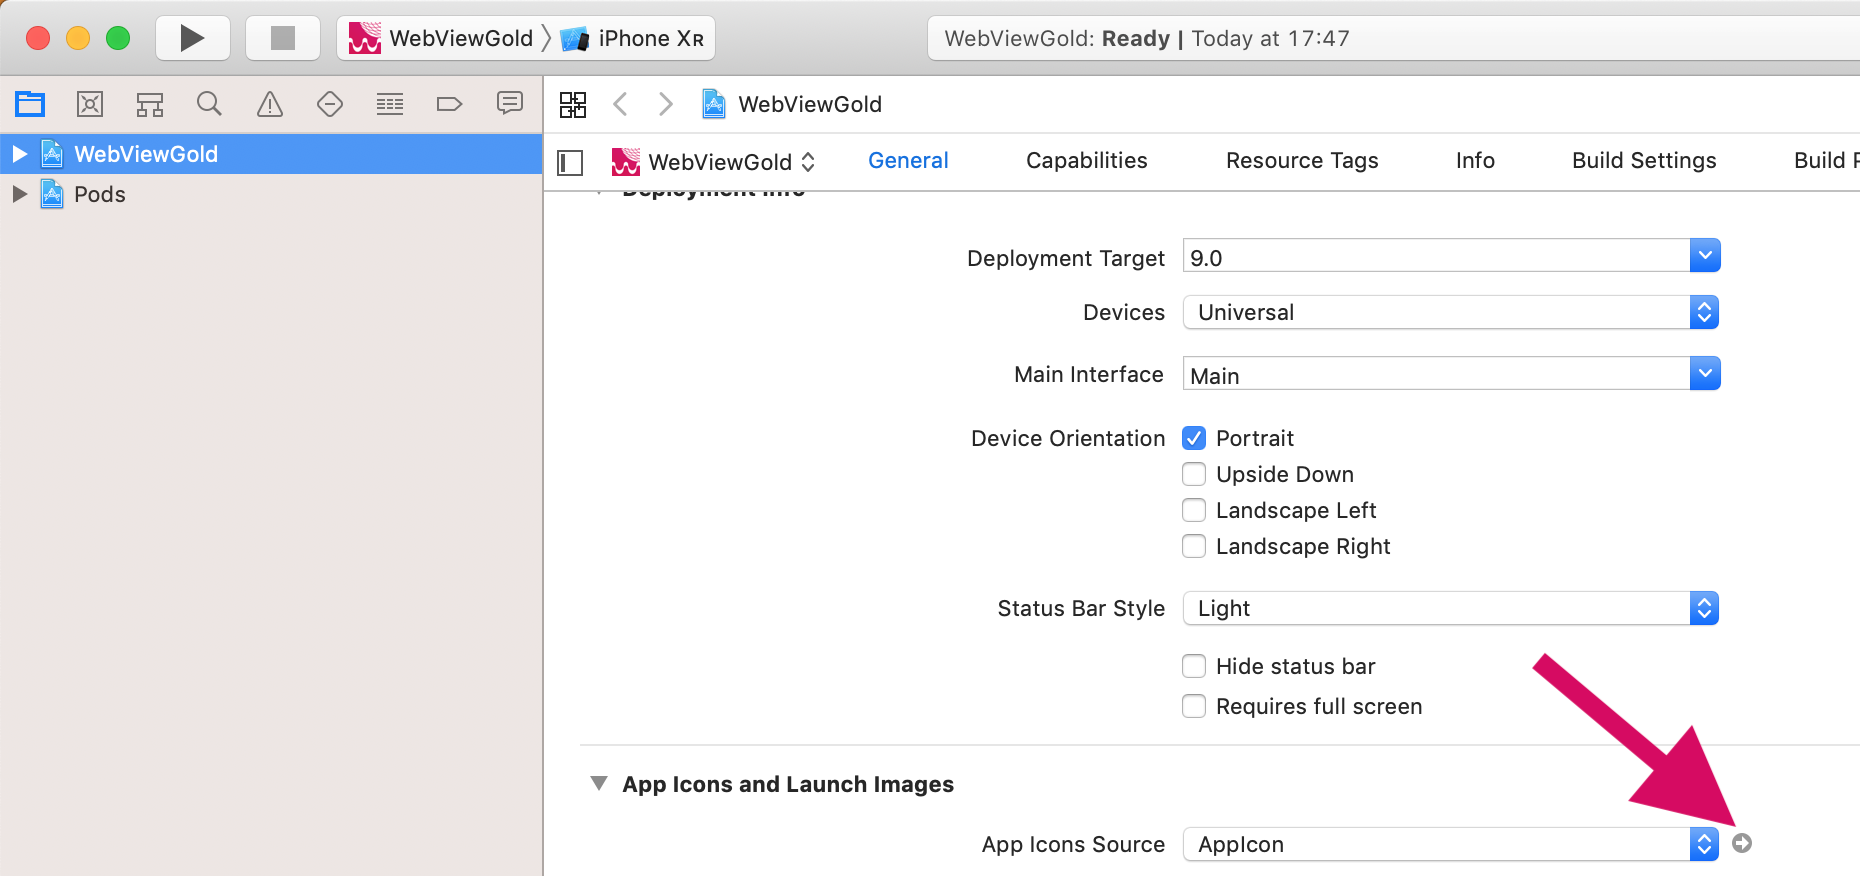 WebViewGold iPhone XR
WebViewGold: Ready | Today at 17:47
WebViewGold
WebViewGold
Pods
WebViewGold General Capabilities Resource Tags Info Build Settings Build
Deployment Info
Deployment Target 9.0
Devices Universal
Main Interface Main
Device Orientation Portrait
Upside Down
Landscape Left
Landscape Right
Status Bar Style Light
Hide status bar
Requires full screen
App Icons and Launch Images
App Icons Source AppIcon